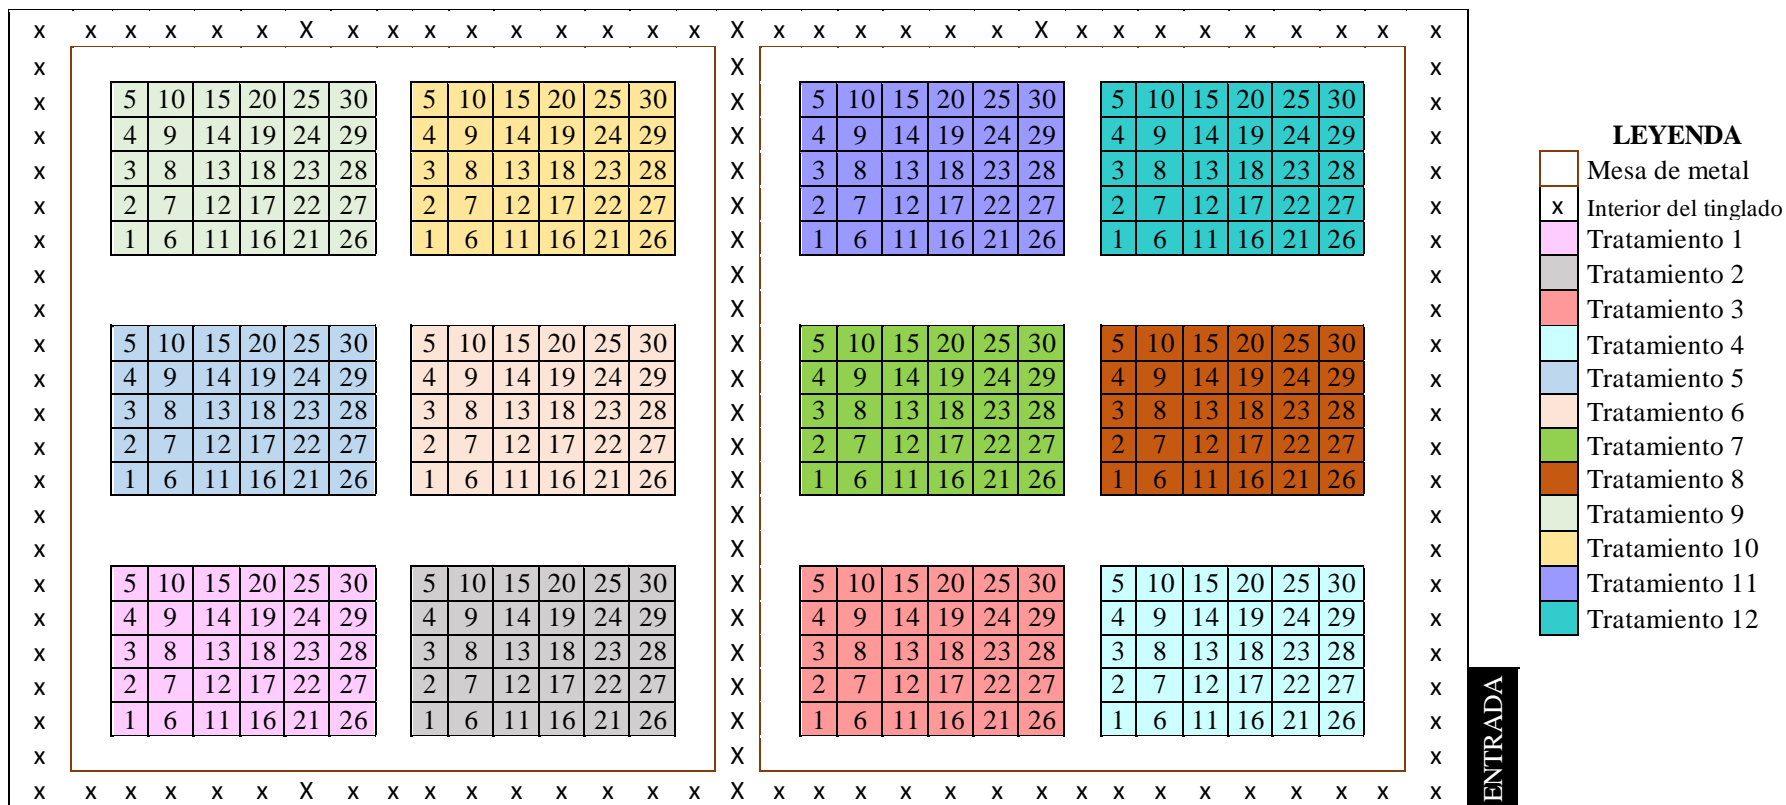 x x x x x x X x x x x x x x x x X x x x x x x X x x x x x x x x x
x X x
x 5 10 15 20 25 30 5 10 15 20 25 30 X 5 10 15 20 25 30 5 10 15 20 25 30 x
x 4 9 14 19 24 29 4 9 14 19 24 29 X 4 9 14 19 24 29 4 9 14 19 24 29 x
x 3 8 13 18 23 28 3 8 13 18 23 28 X 3 8 13 18 23 28 3 8 13 18 23 28 x
x 2 7 12 17 22 27 2 7 12 17 22 27 X 2 7 12 17 22 27 2 7 12 17 22 27 x
x 1 6 11 16 21 26 1 6 11 16 21 26 X 1 6 11 16 21 26 1 6 11 16 21 26 x
x X x
x X x
x 5 10 15 20 25 30 5 10 15 20 25 30 X 5 10 15 20 25 30 5 10 15 20 25 30 x
x 4 9 14 19 24 29 4 9 14 19 24 29 X 4 9 14 19 24 29 4 9 14 19 24 29 x
x 3 8 13 18 23 28 3 8 13 18 23 28 X 3 8 13 18 23 28 3 8 13 18 23 28 x
x 2 7 12 17 22 27 2 7 12 17 22 27 X 2 7 12 17 22 27 2 7 12 17 22 27 x
x 1 6 11 16 21 26 1 6 11 16 21 26 X 1 6 11 16 21 26 1 6 11 16 21 26 x
x X x
x X x
x 5 10 15 20 25 30 5 10 15 20 25 30 X 5 10 15 20 25 30 5 10 15 20 25 30 x
x 4 9 14 19 24 29 4 9 14 19 24 29 X 4 9 14 19 24 29 4 9 14 19 24 29 x
x 3 8 13 18 23 28 3 8 13 18 23 28 X 3 8 13 18 23 28 3 8 13 18 23 28 x
x 2 7 12 17 22 27 2 7 12 17 22 27 X 2 7 12 17 22 27 2 7 12 17 22 27 x
x 1 6 11 16 21 26 1 6 11 16 21 26 X 1 6 11 16 21 26 1 6 11 16 21 26 x
x X x
x x x x x x X x x x x x x x x x X x x x x x x x x x x x x x x x x
ENTRADA
LEYENDA
Mesa de metal
x Interior del tinglado
Tratamiento 1
Tratamiento 2
Tratamiento 3
Tratamiento 4
Tratamiento 5
Tratamiento 6
Tratamiento 7
Tratamiento 8
Tratamiento 9
Tratamiento 10
Tratamiento 11
Tratamiento 12